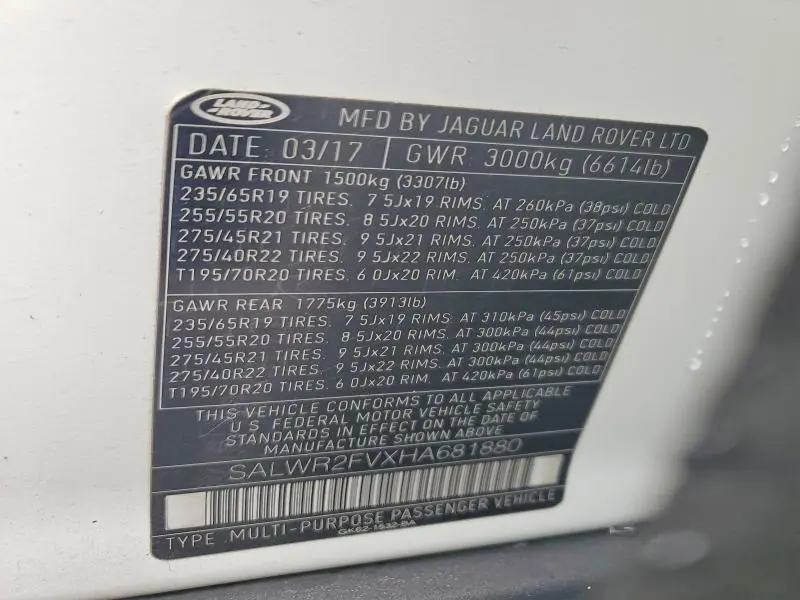 LAND ROVER
MFD BY JAGUAR LAND ROVER LTD
DATE: 03/17 GWR: 3000kg (6614lb)
GAWR FRONT 1500kg (3307lb)
235/65R19 TIRES. 7 5Jx19 RIMS. AT 260kPa (38psi) COLD
255/55R20 TIRES. 8 5Jx20 RIMS. AT 250kPa (37psi) COLD
275/45R21 TIRES. 9 5Jx21 RIMS. AT 250kPa (37psi) COLD
275/40R22 TIRES. 9 5Jx22 RIMS. AT 250kPa (37psi) COLD
T195/70R20 TIRES. 6 0Jx20 RIM. AT 420kPa (61psi) COLD
GAWR REAR 1775kg (3913lb)
235/65R19 TIRES. 7 5Jx19 RIMS. AT 310kPa (45psi) COLD
255/55R20 TIRES. 8 5Jx20 RIMS. AT 300kPa (44psi) COLD
275/45R21 TIRES. 9 5Jx21 RIMS. AT 300kPa (44psi) COLD
275/40R22 TIRES. 9 5Jx22 RIMS. AT 300kPa (44psi) COLD
T195/70R20 TIRES. 6 0Jx20 RIM. AT 420kPa (61psi) COLD
THIS VEHICLE CONFORMS TO ALL APPLICABLE
U S FEDERAL MOTOR VEHICLE SAFETY
STANDARDS IN EFFECT ON THE DATE OF
MANUFACTURE SHOWN ABOVE.
SALWR2FVXHA681880
TYPE: MULTI-PURPOSE PASSENGER VEHICLE
GK62-1532-BA